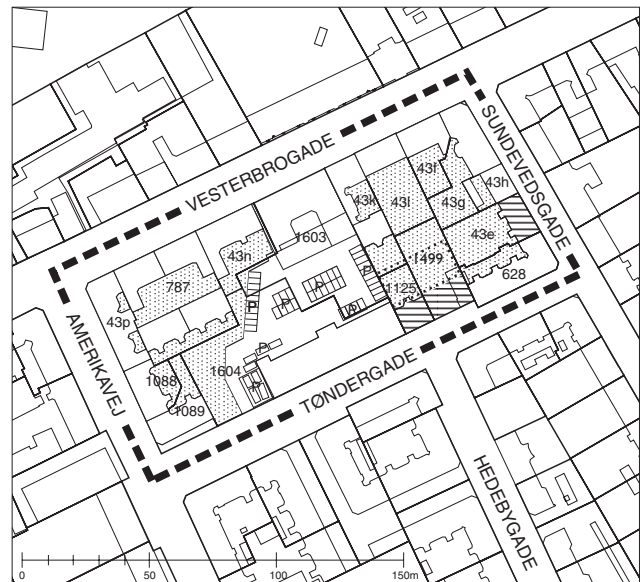 VESTERBROGADE
SUNDEVEDSGADE
43f
43k
43l
43h
43g
1603
43e
43n
1499
628
787
1125
P
P
P
P
43p
P
1604
P
1088
1089
AMERIKAVEJ
TØNDERGADE
HEDEBYGADE
0
50
100
150m